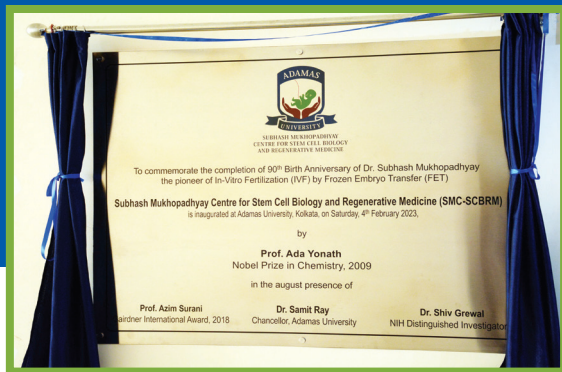 ADAMAS
UNIVERSITY
SUBHASH MUKHOPADHYAY
CENTRE FOR STEM CELL BIOLOGY
AND REGENERATIVE MEDICINE
To commemorate the completion of 90th Birth Anniversary of Dr. Subhash Mukhopadhyay
the pioneer of In-Vitro Fertilization (IVF) by Frozen Embryo Transfer (FET)
Subhash Mukhopadhyay Centre for Stem Cell Biology and Regenerative Medicine (SMC-SCBRM)
is inaugurated at Adamas University, Kolkata, on Saturday, 4th February 2023,
by
Prof. Ada Yonath
Nobel Prize in Chemistry, 2009
in the august presence of
Prof. Azim Surani Dr. Samit Ray Dr. Shiv Grewal
airdner International Award, 2018 Chancellor, Adamas University NIH Distinguished Investigator